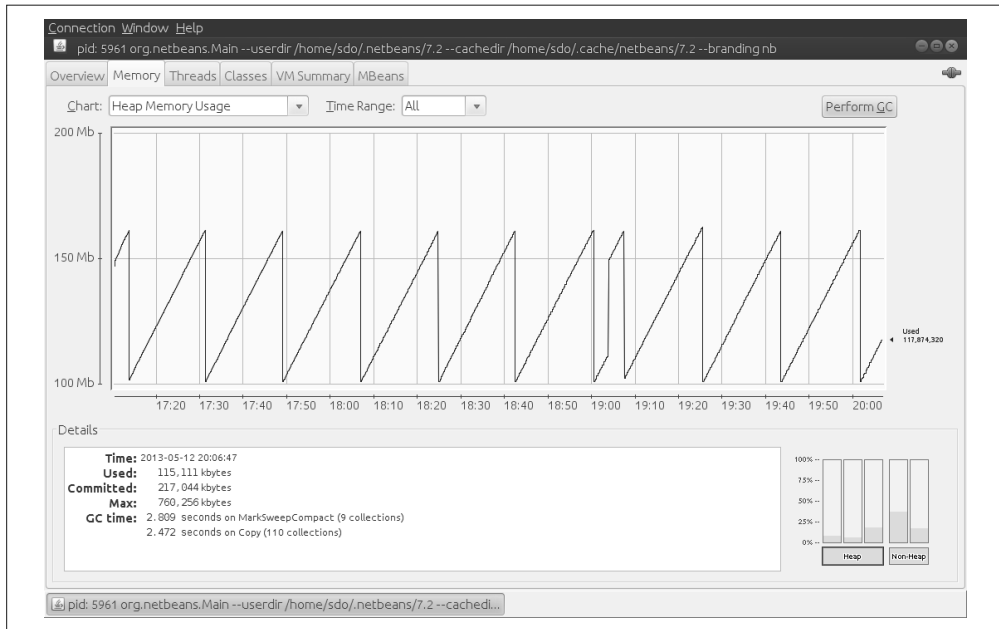 Connection Window Help
pid: 5961 org.netbeans.Main --userdir /home/sdo/.netbeans/7.2 --cachedir /home/sdo/.cache/netbeans/7.2 --branding nb
Overview Memory Threads Classes VM Summary MBeans
Chart: Heap Memory Usage Time Range: All Perform GC
200 Mb
150 Mb
Used
117,874,320
100 Mb
17:20 17:30 17:40 17:50 18:00 18:10 18:20 18:30 18:40 18:50 19:00 19:10 19:20 19:30 19:40 19:50 20:00
Details
Time: 2013-05-12 20:06:47
Used: 115,111 kbytes
Committed: 217,044 kbytes
Max: 760,256 kbytes
GC time: 2.809 seconds on MarkSweepCompact (9 collections)
2.472 seconds on Copy (110 collections)
100% --
75% --
50% --
25% --
0% --
Heap Non-Heap
pid: 5961 org.netbeans.Main --userdir /home/sdo/.netbeans/7.2 --cachedi...